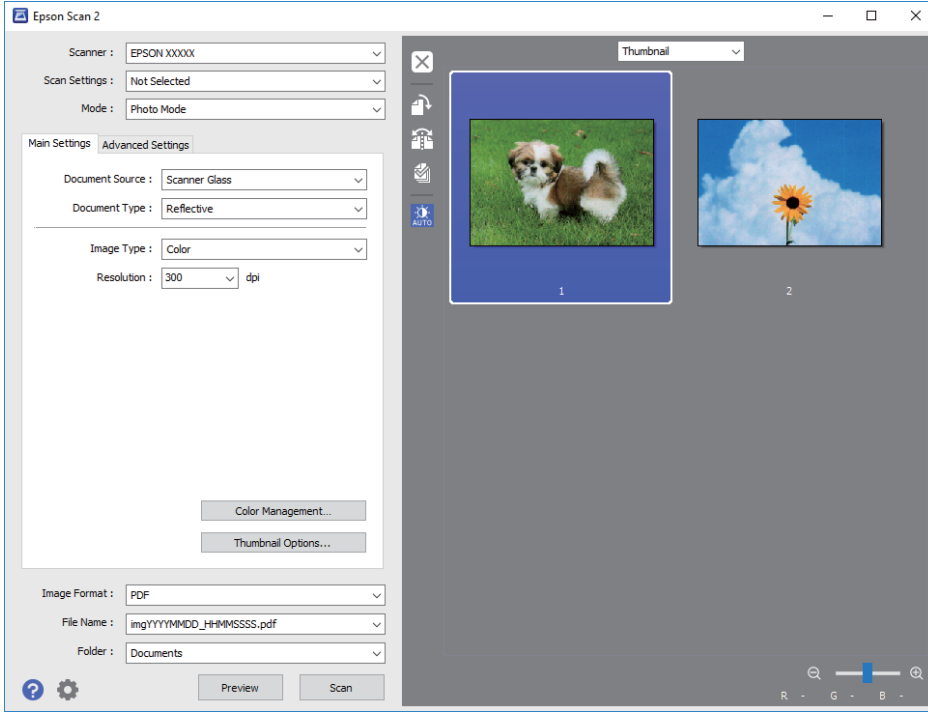 Epson Scan 2
Scanner : EPSON XXXXX
Scan Settings : Not Selected
Mode : Photo Mode
Main Settings Advanced Settings
Document Source : Scanner Glass
Document Type : Reflective
Image Type : Color
Resolution : 300 dpi
Color Management...
Thumbnail Options...
Image Format : PDF
File Name : imgYYYYMMDD_HHMMSSSS.pdf
Folder : Documents
? Preview Scan
Thumbnail
AUTO
1 2
R - G - B -